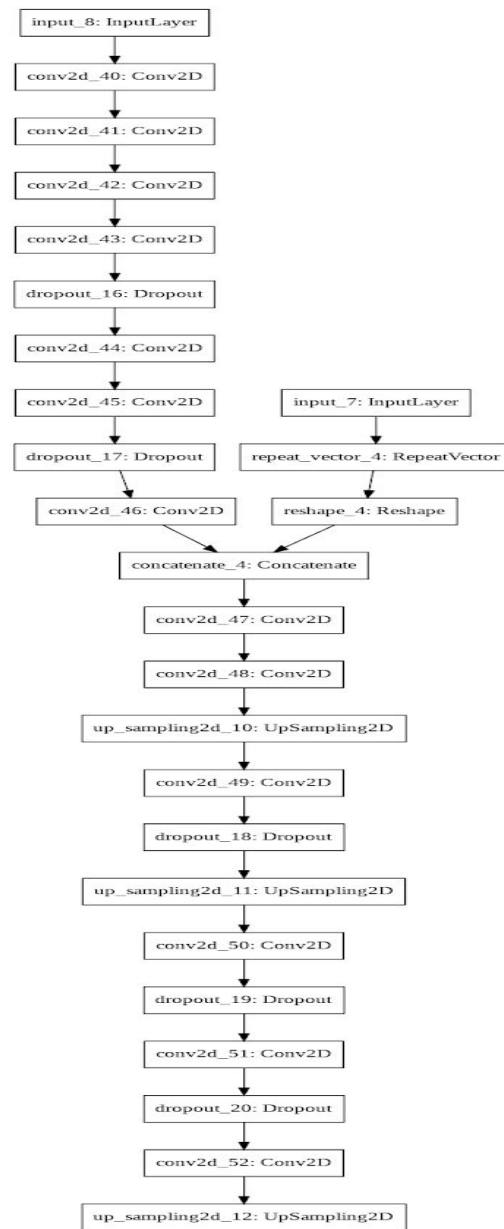 input_8: InputLayer
conv2d_40: Conv2D
conv2d_41: Conv2D
conv2d_42: Conv2D
conv2d_43: Conv2D
dropout_16: Dropout
conv2d_44: Conv2D
conv2d_45: Conv2D
input_7: InputLayer
dropout_17: Dropout
repeat_vector_4: RepeatVector
conv2d_46: Conv2D
reshape_4: Reshape
concatenate_4: Concatenate
conv2d_47: Conv2D
conv2d_48: Conv2D
up_sampling2d_10: UpSampling2D
conv2d_49: Conv2D
dropout_18: Dropout
up_sampling2d_11: UpSampling2D
conv2d_50: Conv2D
dropout_19: Dropout
conv2d_51: Conv2D
dropout_20: Dropout
conv2d_52: Conv2D
up_sampling2d_12: UpSampling2D